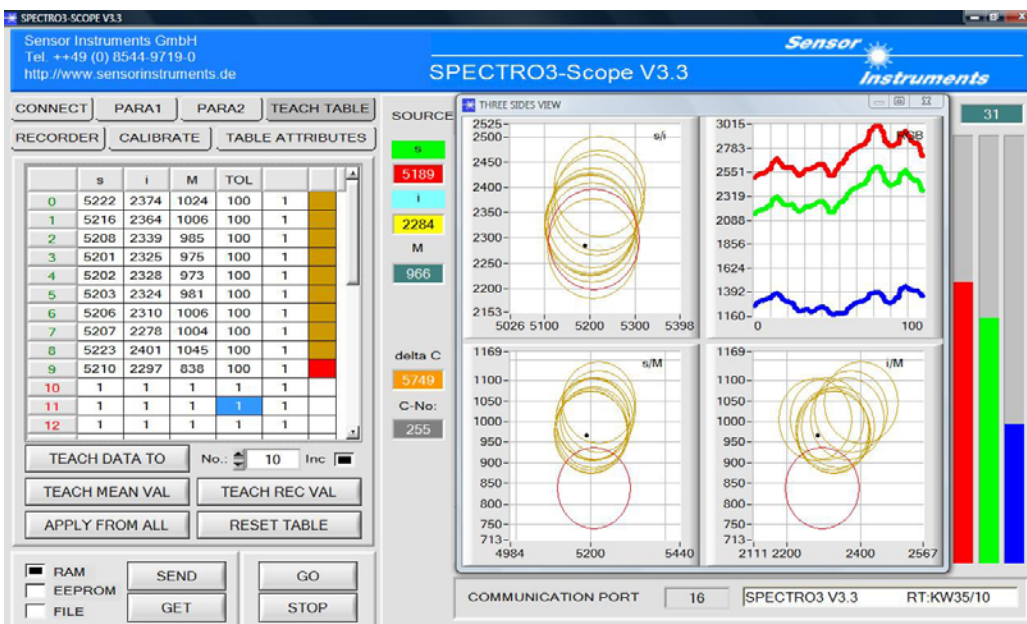 SPECTRO3-SCOPE V3.3
Sensor Instruments GmbH
Tel. ++49 (0) 8544-9719-0
http://www.sensorinstruments.de
SPECTRO3-Scope V3.3
Sensor
Instruments
CONNECT PARA1 PARA2 TEACH TABLE
RECORDER CALIBRATE TABLE ATTRIBUTES
s i M TOL
0 5222 2374 1024 100 1
1 5216 2364 1006 100 1
2 5208 2339 985 100 1
3 5201 2325 975 100 1
4 5202 2328 973 100 1
5 5203 2324 981 100 1
6 5206 2310 1006 100 1
7 5207 2278 1004 100 1
8 5223 2401 1045 100 1
9 5210 2297 838 100 1
10 1 1 1 1 1
11 1 1 1 1 1
12 1 1 1 1 1
TEACH DATA TO No.: 10 Inc
TEACH MEAN VAL TEACH REC VAL
APPLY FROM ALL RESET TABLE
RAM
EEPROM
FILE
SEND GO
GET STOP
SOURCE
s
5189
i
2284
M
966
delta C
5749
C-No:
255
THREE SIDES VIEW
s/i
2525
2500
2450
2400
2350
2300
2250
2200
2153
5026 5100 5200 5300 5398
RGB
3015
2783
2551
2319
2088
1856
1624
1392
1160
0 100
s/M
1169
1100
1050
1000
950
900
850
800
750
713
4984 5200 5440
i/M
1169
1100
1050
1000
950
900
850
800
750
713
2111 2200 2400 2567
31
COMMUNICATION PORT 16 SPECTRO3 V3.3 RT:KW35/10